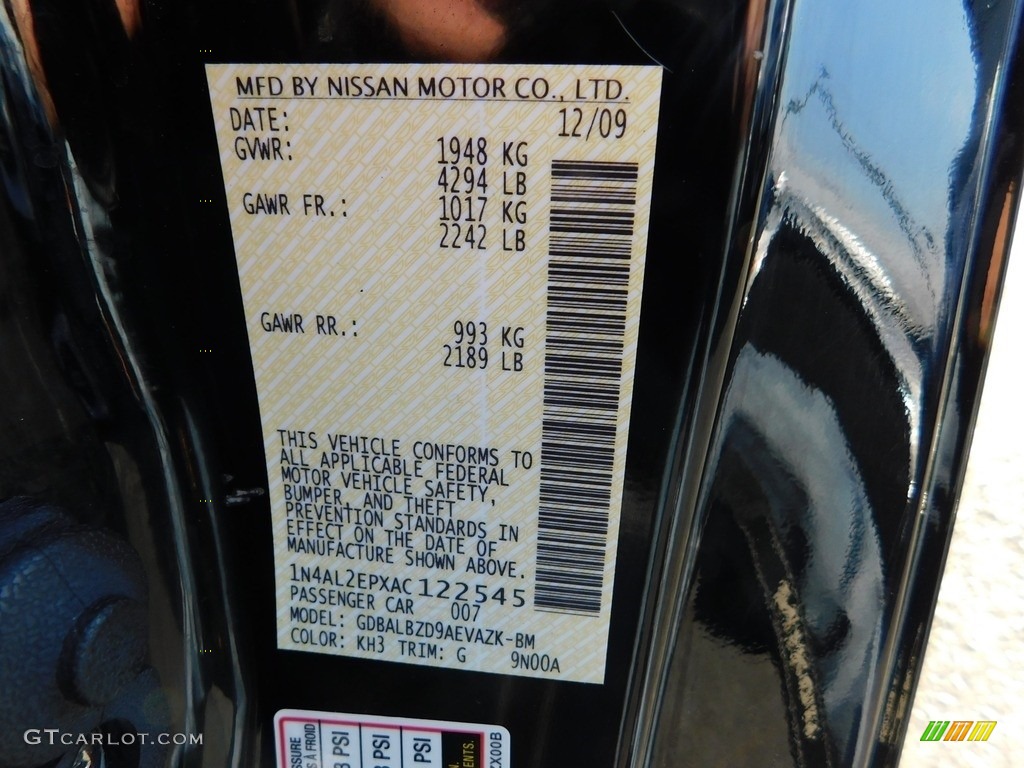 MFD BY NISSAN MOTOR CO., LTD.
DATE: 12/09
GVWR: 1948 KG
4294 LB
GAWR FR.: 1017 KG
2242 LB
GAWR RR.: 993 KG
2189 LB
THIS VEHICLE CONFORMS TO
ALL APPLICABLE FEDERAL
MOTOR VEHICLE SAFETY,
BUMPER, AND THEFT
PREVENTION STANDARDS IN
EFFECT ON THE DATE OF
MANUFACTURE SHOWN ABOVE.
1N4AL2EPXAC122545
PASSENGER CAR 007
MODEL: GDBALBZD9AEVAZK-BM
COLOR: KH3 TRIM: G 9N00A
PSI
PSI
PSI
GTCARLOT.COM